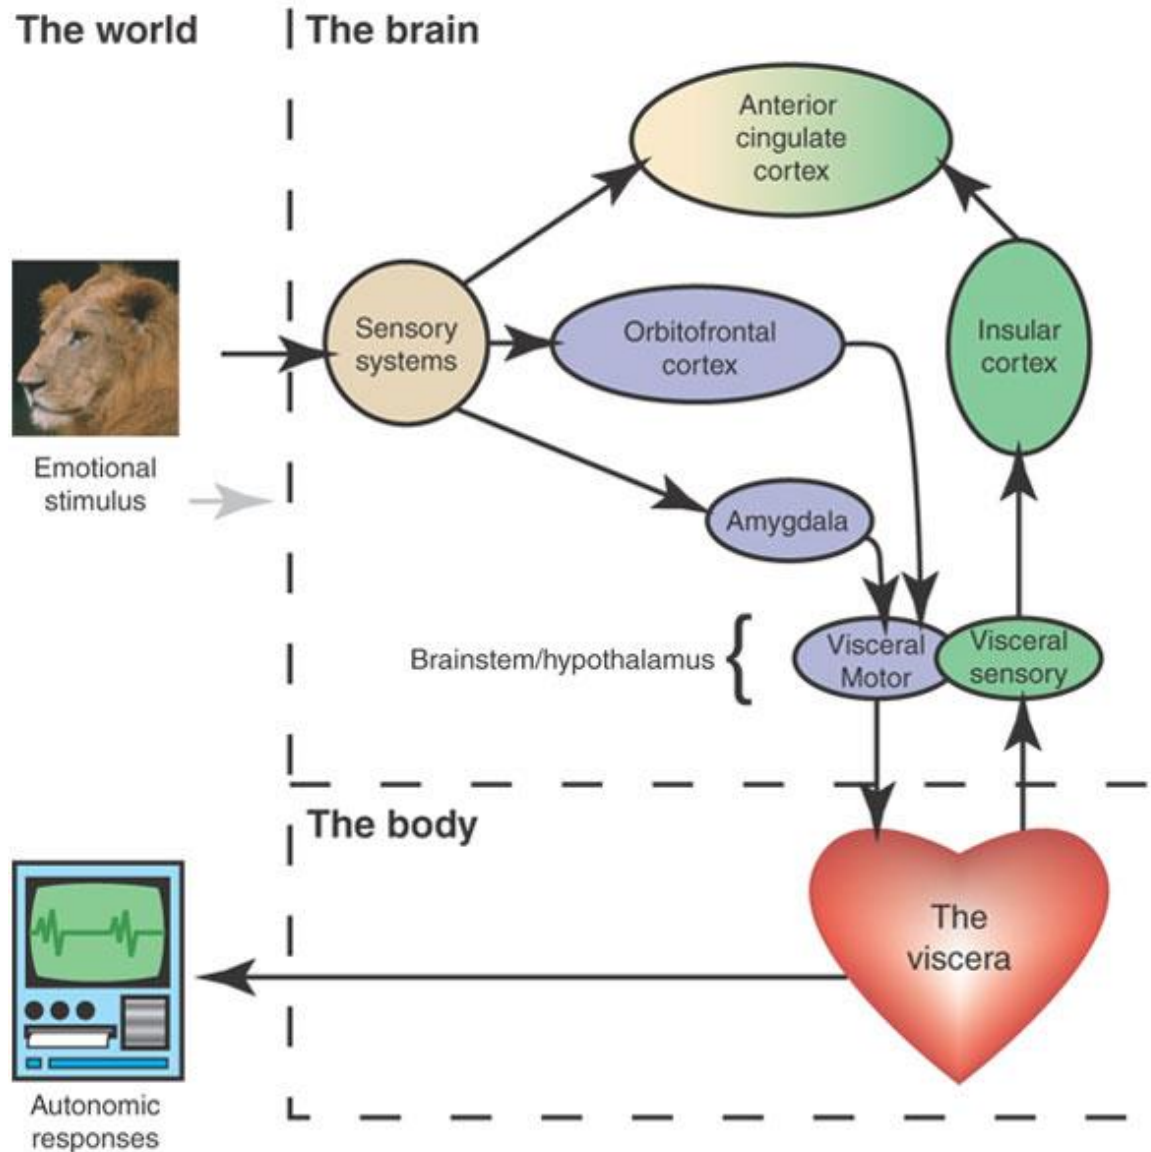 The world
The brain
Anterior
cingulate
cortex
Sensory
systems
Orbitofrontal
cortex
Insular
cortex
Emotional
stimulus
Amygdala
Brainstem/hypothalamus
Visceral
Motor
Visceral
sensory
The body
The
viscera
Autonomic
responses